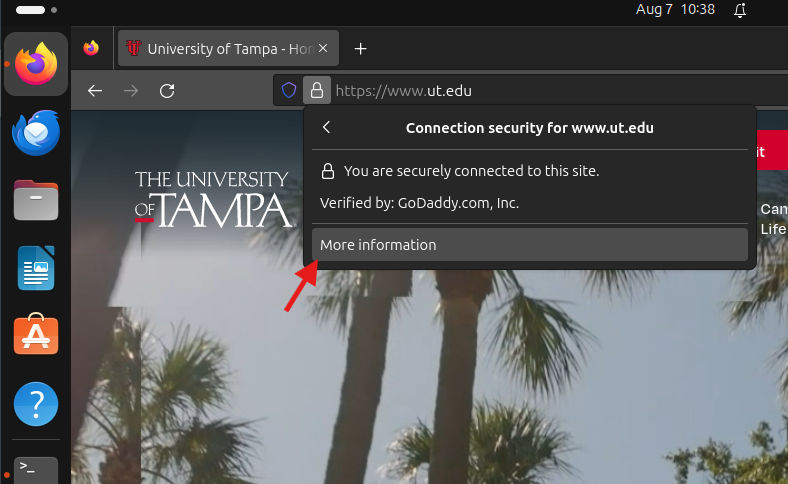 Aug 7 10:38
University of Tampa - Ho
https://www.ut.edu
Connection security for www.ut.edu
You are securely connected to this site.
Verified by: GoDaddy.com, Inc.
More information
it
THE UNIVERSITY
OF TAMPA
Cam
Life
?
>_